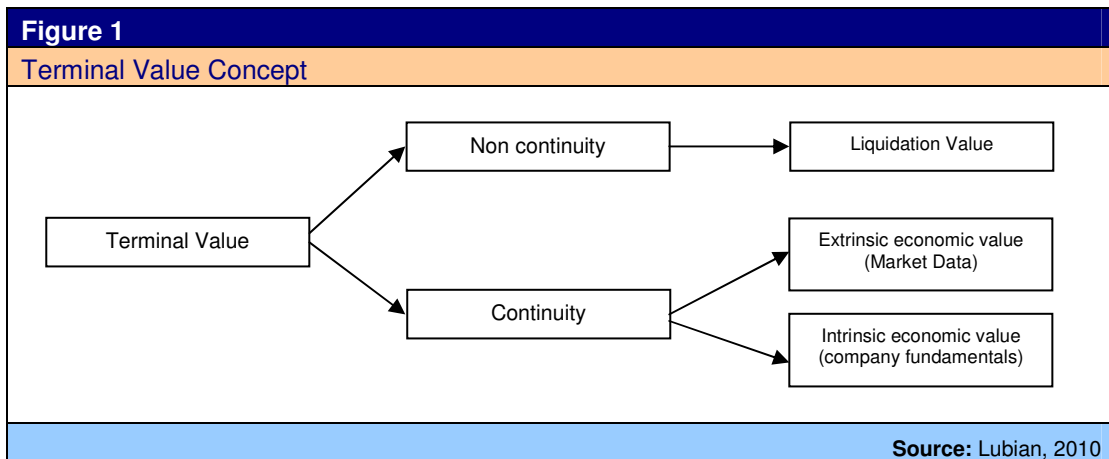 Figure 1
Terminal Value Concept
Non continuity
Liquidation Value
Terminal Value
Extrinsic economic value
(Market Data)
Continuity
Intrinsic economic value
(company fundamentals)
Source: Lubian, 2010